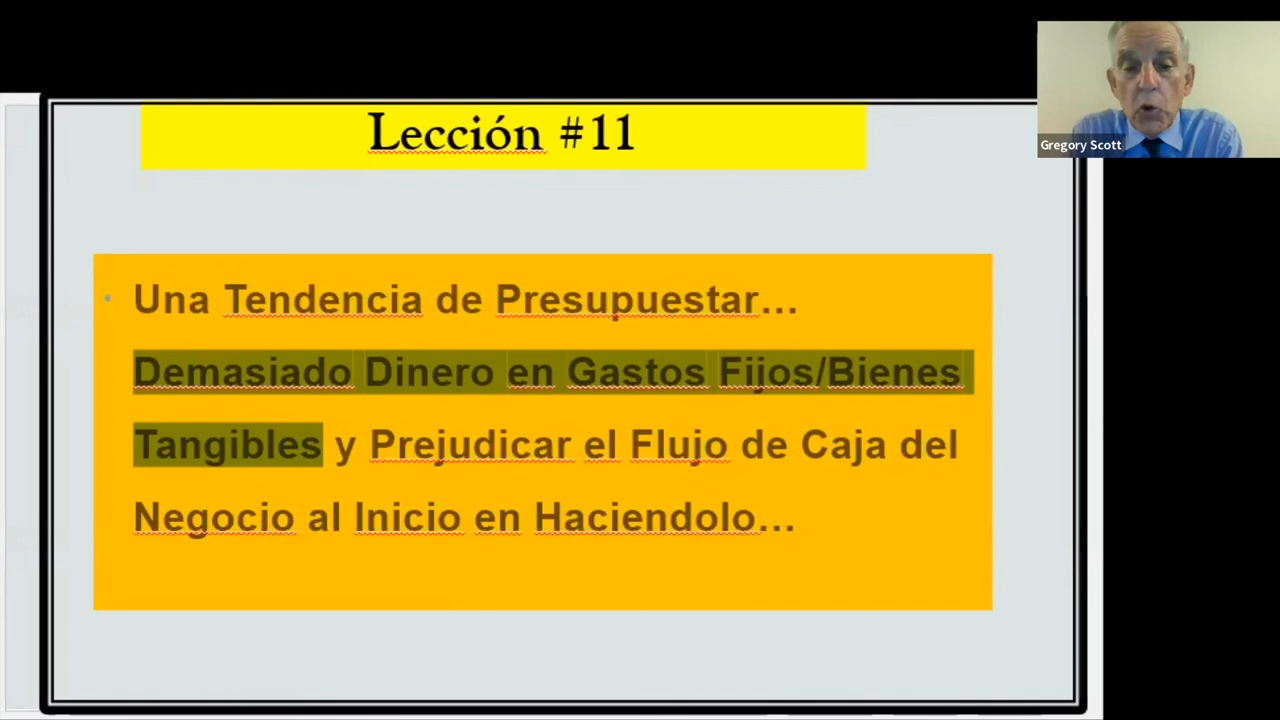 Lección #11
Gregory Scott
• Una Tendencia de Presupuestar...
Demasiado Dinero en Gastos Fijos/Bienes
Tangibles y Prejudicar el Flujo de Caja del
Negocio al Inicio en Haciendolo...